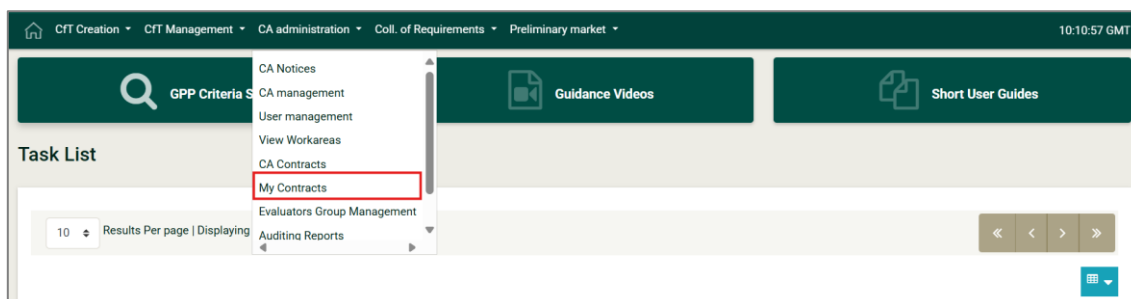 CfT Creation CfT Management CA administration Coll. of Requirements Preliminary market 10:10:57 GMT
GPP Criteria S
Guidance Videos
Short User Guides
CA Notices
CA management
User management
View Workareas
CA Contracts
My Contracts
Evaluators Group Management
Auditing Reports
Task List
10 Results Per page | Displaying
« < > »